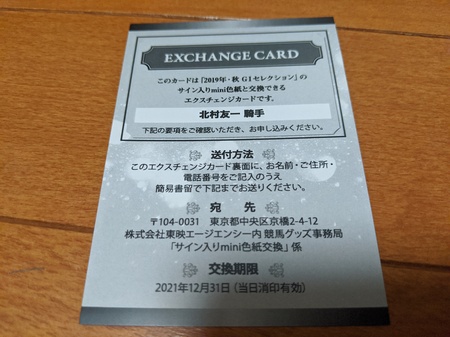 EXCHANGE CARD
このカードは『2019年・秋 GIセレクション』の
サイン入りmini色紙と交換できる
エクスチェンジカードです。
北村友一 騎手
下記の要項をご確認いただき、お申し込みください。
送付方法
このエクスチェンジカード裏面に、お名前・ご住所・
電話番号をご記入のうえ
簡易書留で下記までお送りください。
宛 先
〒104-0031 東京都中央区京橋2-4-12
株式会社東映エージエンシー内 競馬グッズ事務局
「サイン入りmini色紙交換」係
交換期限
2021年12月31日(当日消印有効)